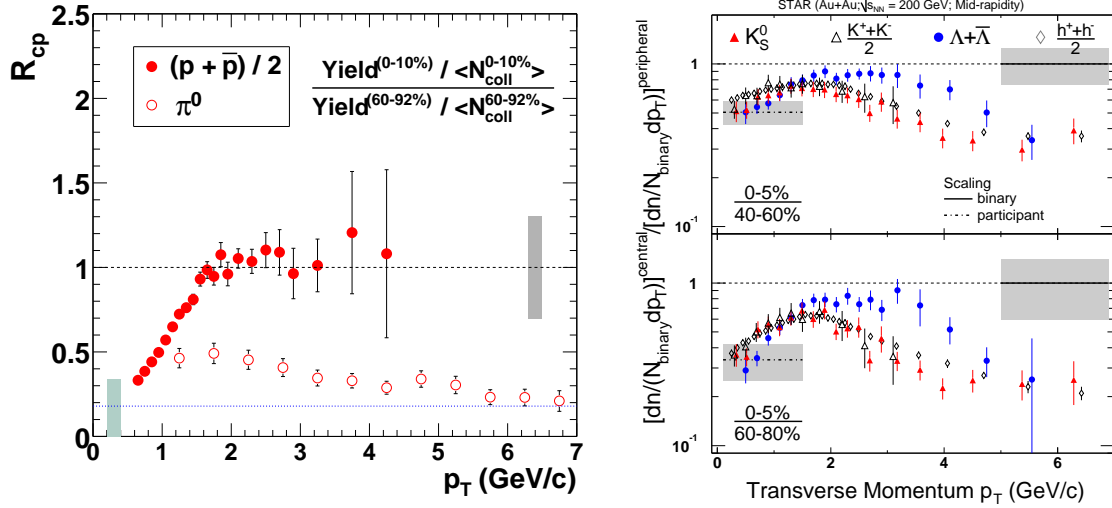 R_cp
2.5
2
1.5
1
0.5
0
(p + p̄) / 2
π⁰
Yield^(0-10%) / <N_coll^0-10%>
Yield^(60-92%) / <N_coll^60-92%>
0 1 2 3 4 5 6 7
p_T (GeV/c)
STAR (Au+Au; √s_NN = 200 GeV; Mid-rapidity)
K_S^0
K⁺+K⁻
2
Λ+Λ̄
h⁺+h⁻
2
[dn/(N_binary dp_T)]^central/[dn/N_binary dp_T)]^peripheral
1
10⁻¹
0-5%
40-60%
Scaling
binary
participant
1
10⁻¹
0-5%
60-80%
0 2 4 6
Transverse Momentum p_T (GeV/c)